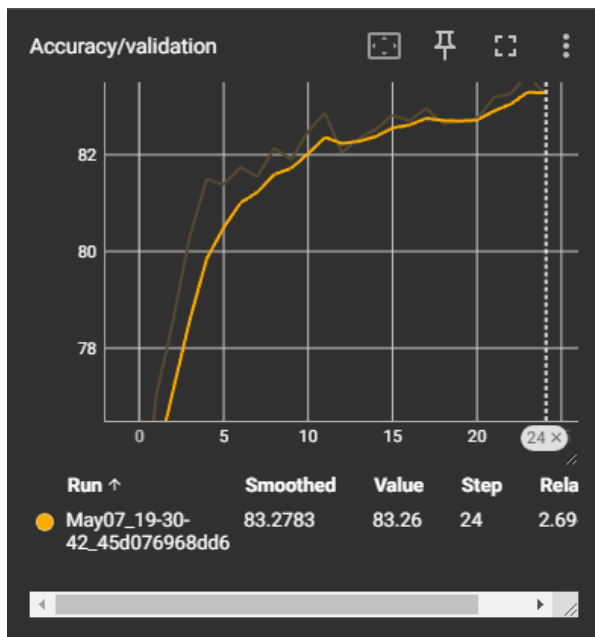 Accuracy/validation
82
80
78
0 5 10 15 20 24 ×
Run ↑ Smoothed Value Step Rela
May07_19-30- 83.2783 83.26 24 2.69
42_45d076968dd6